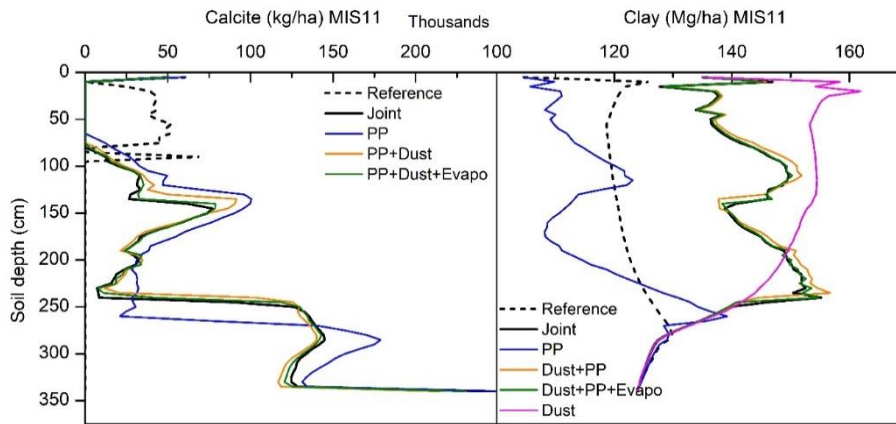 Calcite (kg/ha) MIS11 Thousands Clay (Mg/ha) MIS11
0 50 100 150 200 100 120 140 160
0
50
100
150
200
250
300
350
Soil depth (cm)
Reference
Joint
PP
PP+Dust
PP+Dust+Evapo
Reference
Joint
PP
Dust+PP
Dust+PP+Evapo
Dust